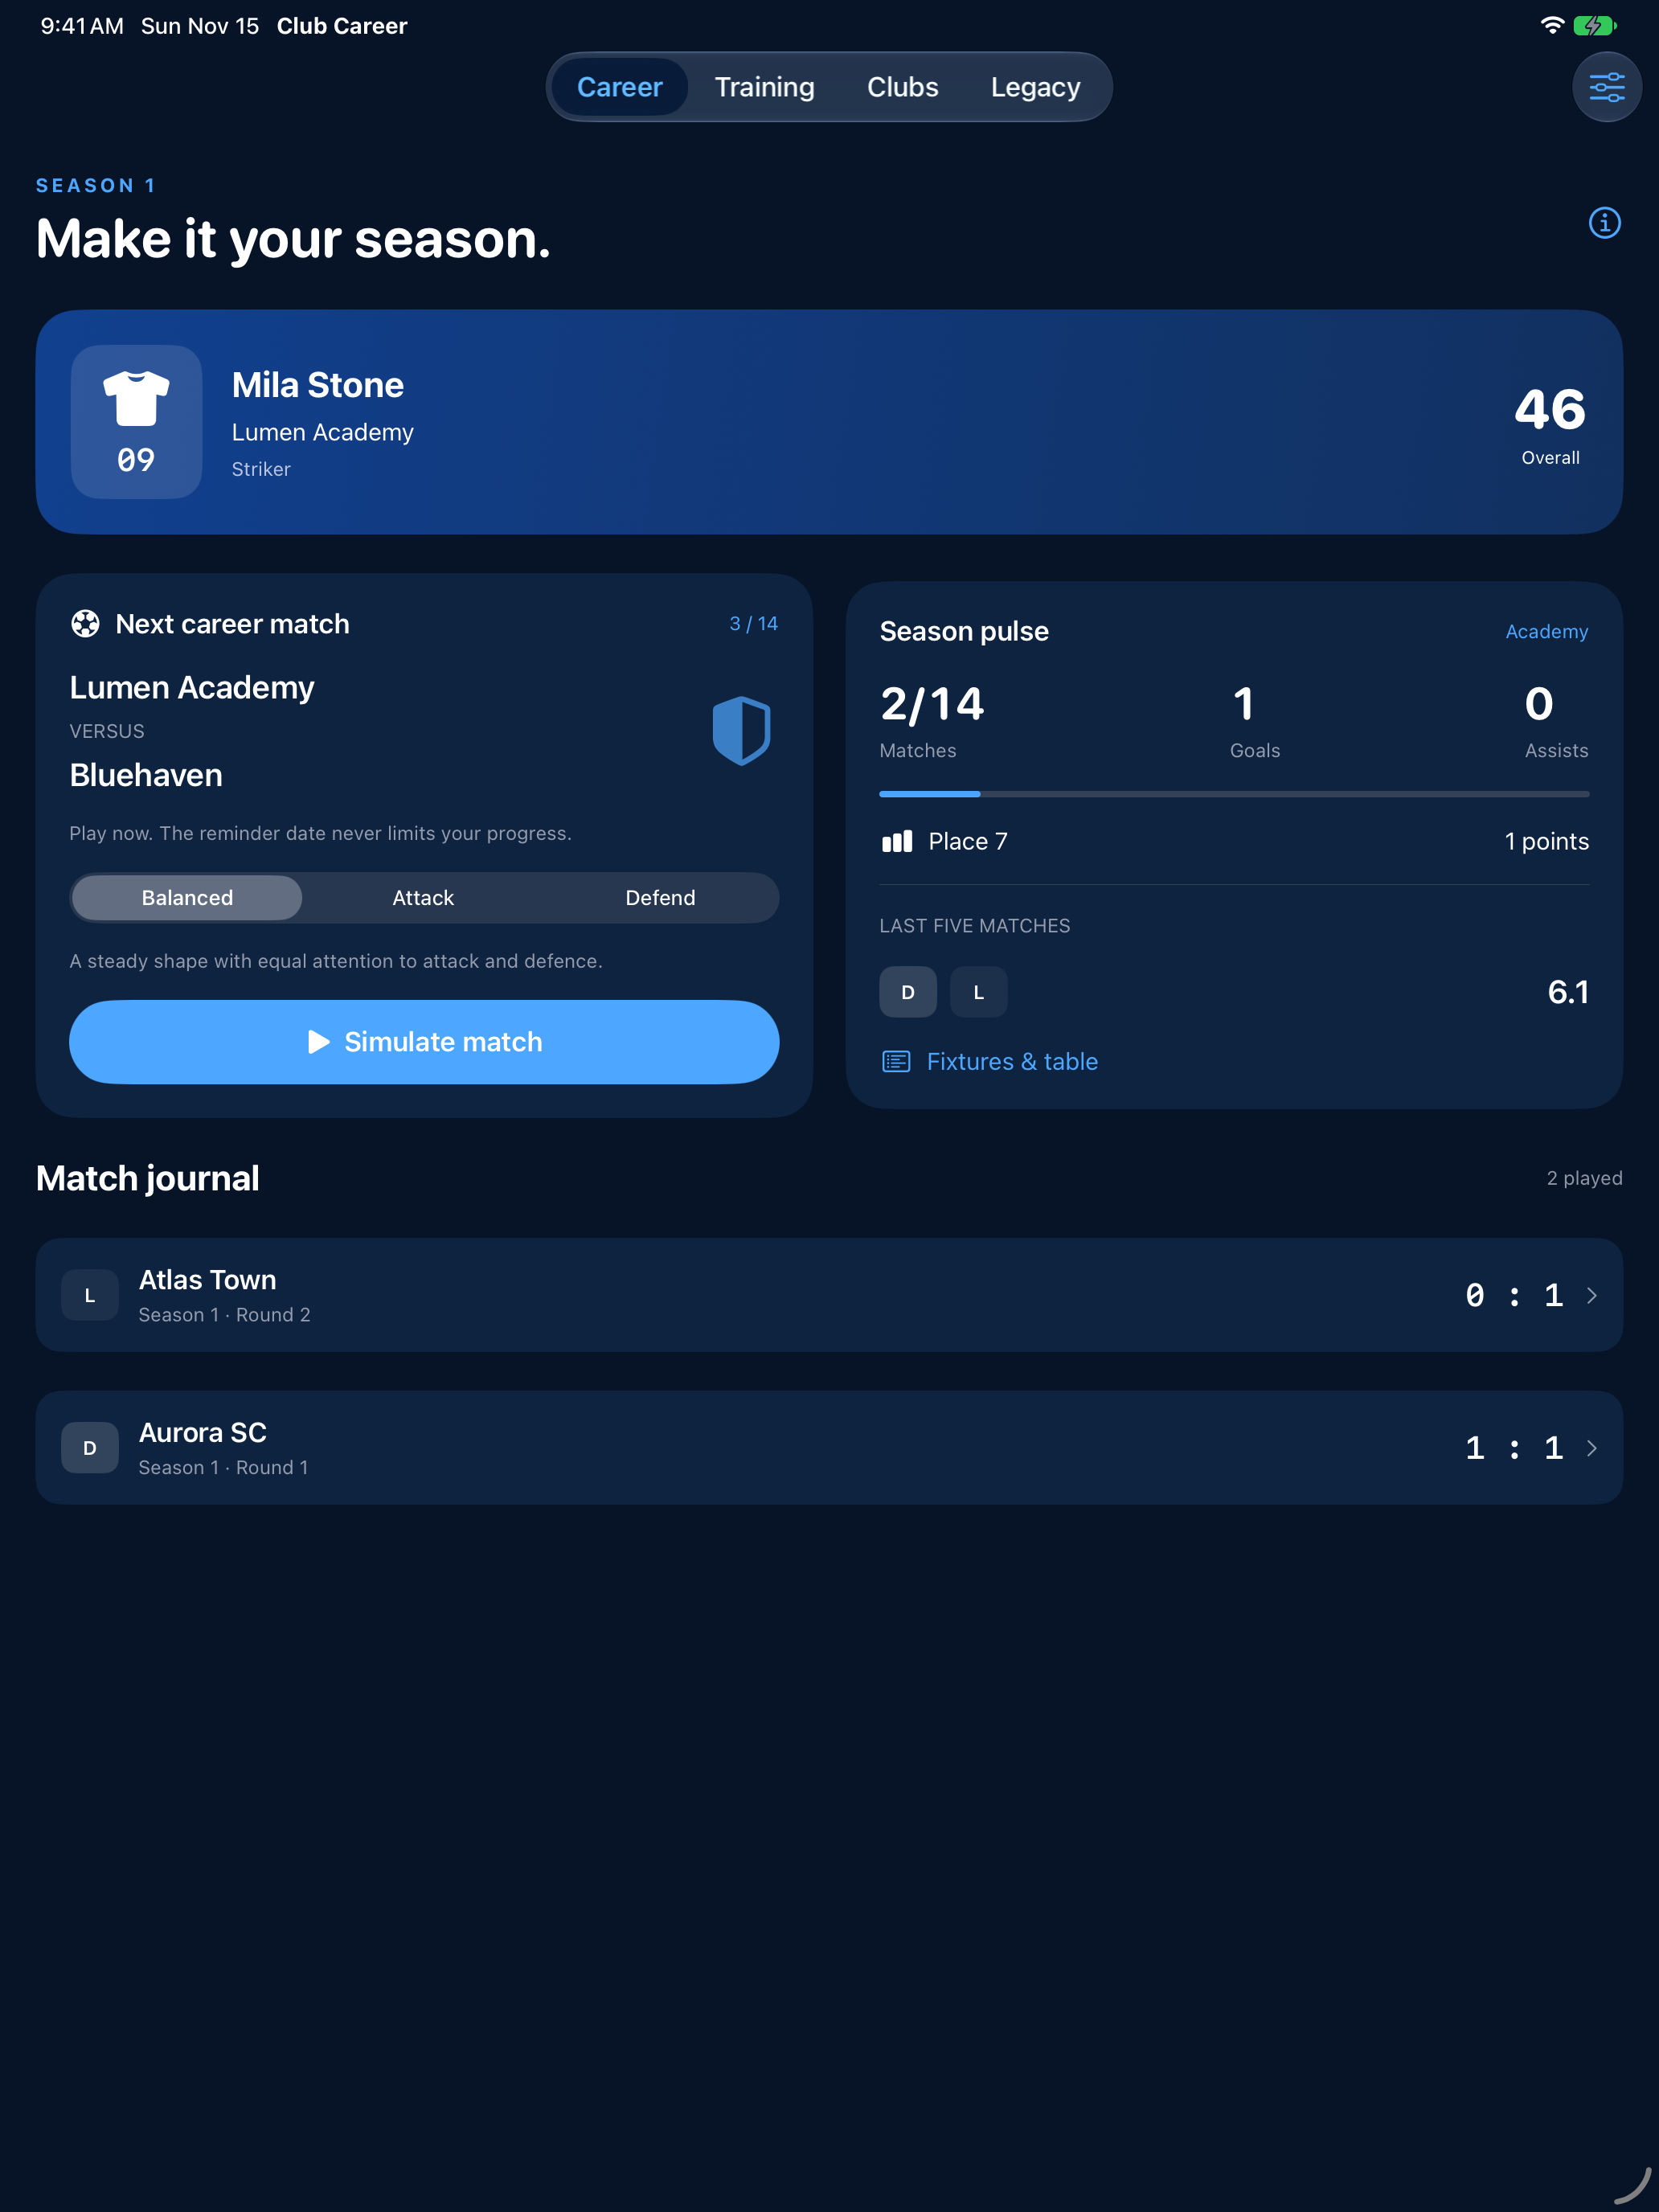 9:41 AM Sun Nov 15 Club Career
Career Training Clubs Legacy
SEASON 1
Make it your season.
09
Mila Stone
Lumen Academy
Striker
46
Overall
Next career match 3 / 14
Lumen Academy
VERSUS
Bluehaven
Play now. The reminder date never limits your progress.
Balanced Attack Defend
A steady shape with equal attention to attack and defence.
Simulate match
Season pulse Academy
2/14 1 0
Matches Goals Assists
Place 7 1 points
LAST FIVE MATCHES
D L 6.1
Fixtures & table
Match journal 2 played
L
Atlas Town
Season 1 · Round 2
0 : 1
D
Aurora SC
Season 1 · Round 1
1 : 1